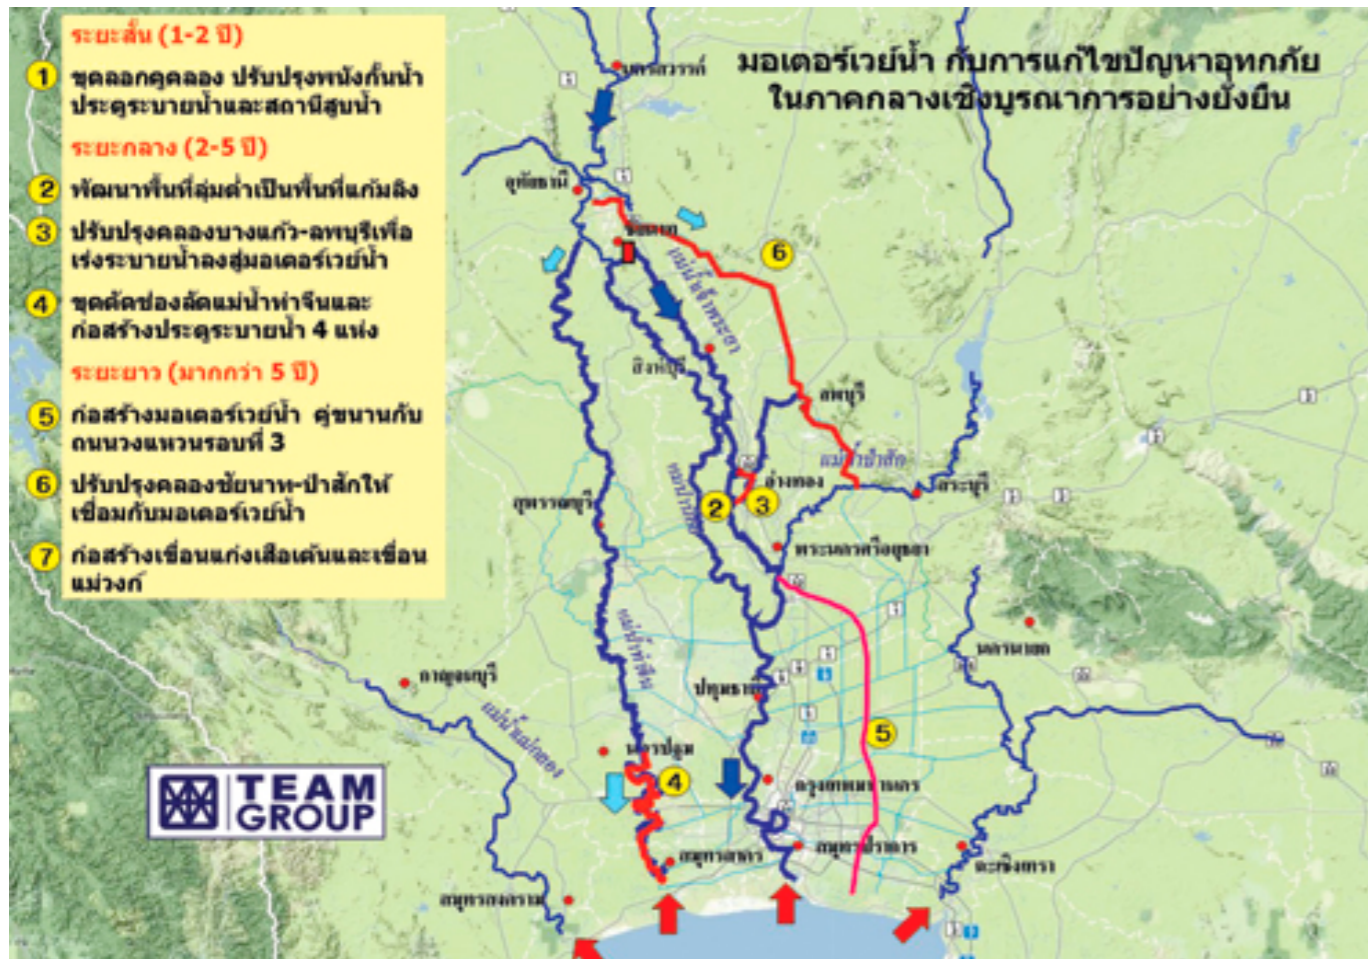 ระยะสั้น (1-2 ปี)
1 ขุดลอกคูคลอง ปรับปรุงพนังกั้นน้ำ
ประตูระบายน้ำและสถานีสูบน้ำ
ระยะกลาง (2-5 ปี)
2 พัฒนาพื้นที่ลุ่มต่ำเป็นพื้นที่แก้มลิง
3 ปรับปรุงคลองบางแก้ว-ลพบุรีเพื่อ
เร่งระบายน้ำลงสู่มอเตอร์เวย์น้ำ
4 ขุดคัดช่องลัดแม่น้ำท่าจีนและ
ก่อสร้างประตูระบายน้ำ 4 แห่ง
ระยะยาว (มากกว่า 5 ปี)
5 ก่อสร้างมอเตอร์เวย์น้ำ คู่ขนานกับ
ถนนวงแหวนรอบที่ 3
6 ปรับปรุงคลองชัยนาท-ป่าสักให้
เชื่อมกับมอเตอร์เวย์น้ำ
7 ก่อสร้างเขื่อนแก่งเสือเต้นและเขื่อน
แม่วงก์
มอเตอร์เวย์น้ำ กับการแก้ไขปัญหาอุทกภัย
ในภาคกลางเชิงบูรณาการอย่างยั่งยืน
นครสวรรค์
อุทัยธานี
ชัยนาท
6
แม่น้ำเจ้าพระยา
สิงห์บุรี
ลพบุรี
แม่น้ำป่าสัก
อ่างทอง
สระบุรี
สุพรรณบุรี
2
3
พระนครศรีอยุธยา
แม่น้ำท่าจีน
นครนายก
กาญจนบุรี
ปทุมธานี
แม่น้ำแม่กลอง
5
นครปฐม
4
กรุงเทพมหานคร
TEAM
GROUP
สมุทรสาคร
สมุทรปราการ
ฉะเชิงเทรา
สมุทรสงคราม